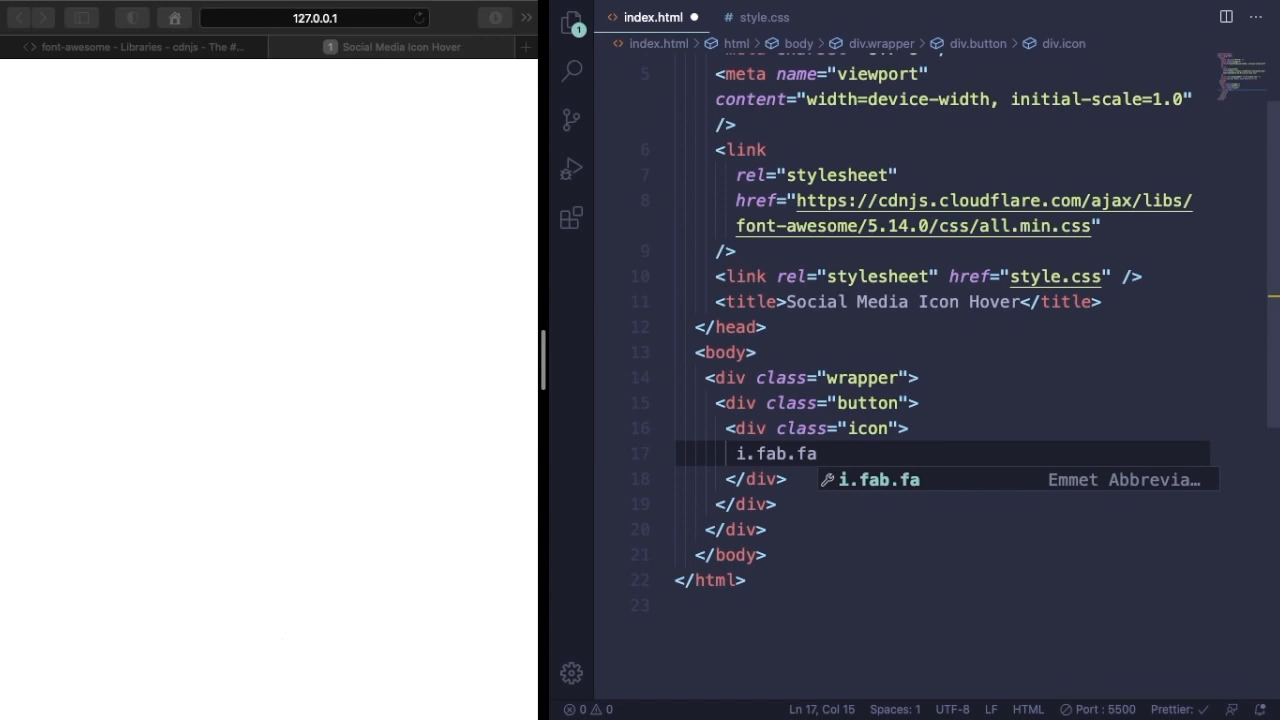 127.0.0.1
font-awesome - Libraries - cdnjs - The #...
1 Social Media Icon Hover
1
index.html
# style.css
index.html > html > body > div.wrapper > div.button > div.icon
5 <meta name="viewport"
content="width=device-width, initial-scale=1.0"
/>
6 <link
7 rel="stylesheet"
8 href="https://cdnjs.cloudflare.com/ajax/libs/
font-awesome/5.14.0/css/all.min.css"
9 />
10 <link rel="stylesheet" href="style.css" />
11 <title>Social Media Icon Hover</title>
12 </head>
13 <body>
14 <div class="wrapper">
15 <div class="button">
16 <div class="icon">
17 i.fab.fa
18 </div>
i.fab.fa Emmet Abbrevia...
19 </div>
20 </div>
21 </body>
22 </html>
23
0 0 Ln 17, Col 15 Spaces: 1 UTF-8 LF HTML Port : 5500 Prettier: ✓